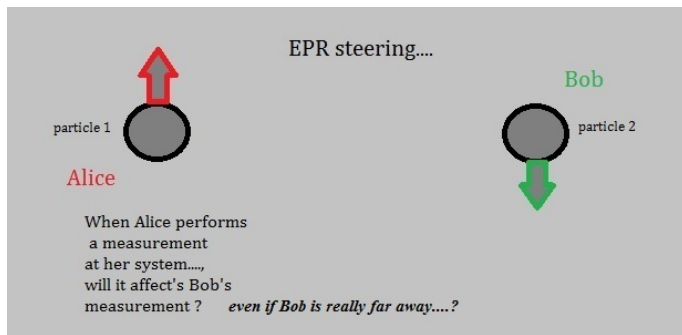 EPR steering....
Bob
particle 1
particle 2
Alice
When Alice performs
a measurement
at her system....,
will it affect's Bob's
measurement ? even if Bob is really far away....?